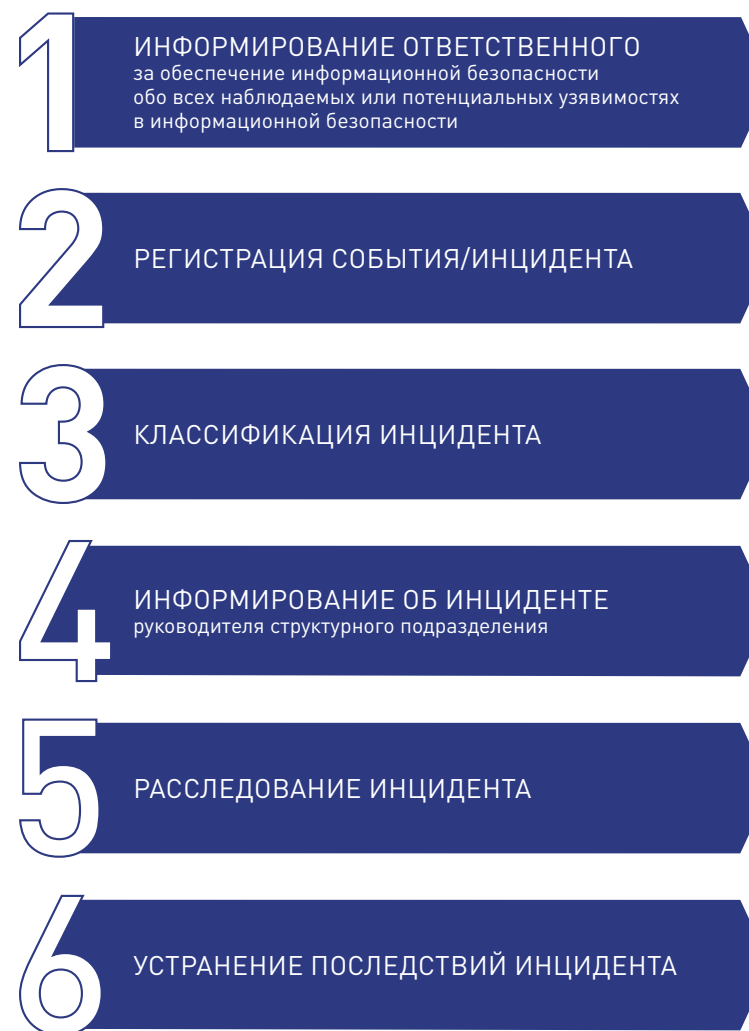 1
ИНФОРМИРОВАНИЕ ОТВЕТСТВЕННОГО
за обеспечение информационной безопасности
обо всех наблюдаемых или потенциальных узявимостях
в информационной безопасности
2
РЕГИСТРАЦИЯ СОБЫТИЯ/ИНЦИДЕНТА
3
КЛАССИФИКАЦИЯ ИНЦИДЕНТА
4
ИНФОРМИРОВАНИЕ ОБ ИНЦИДЕНТЕ
руководителя структурного подразделения
5
РАССЛЕДОВАНИЕ ИНЦИДЕНТА
6
УСТРАНЕНИЕ ПОСЛЕДСТВИЙ ИНЦИДЕНТА